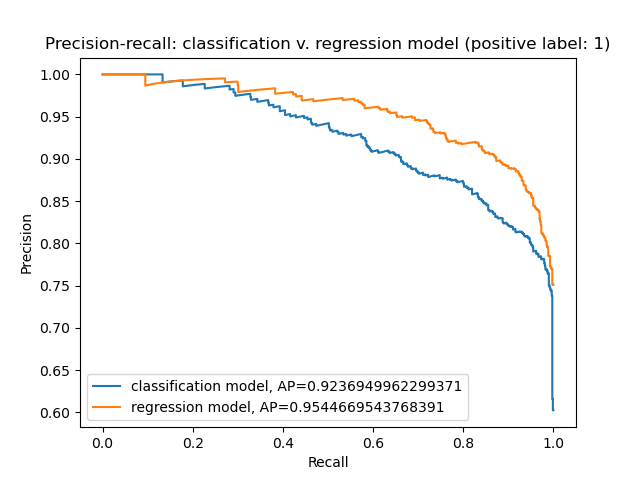 Precision-recall: classification v. regression model (positive label: 1)
1.00
0.95
0.90
0.85
0.80
0.75
0.70
0.65
0.60
Precision
classification model, AP=0.9236949962299371
regression model, AP=0.9544669543768391
0.0 0.2 0.4 0.6 0.8 1.0
Recall